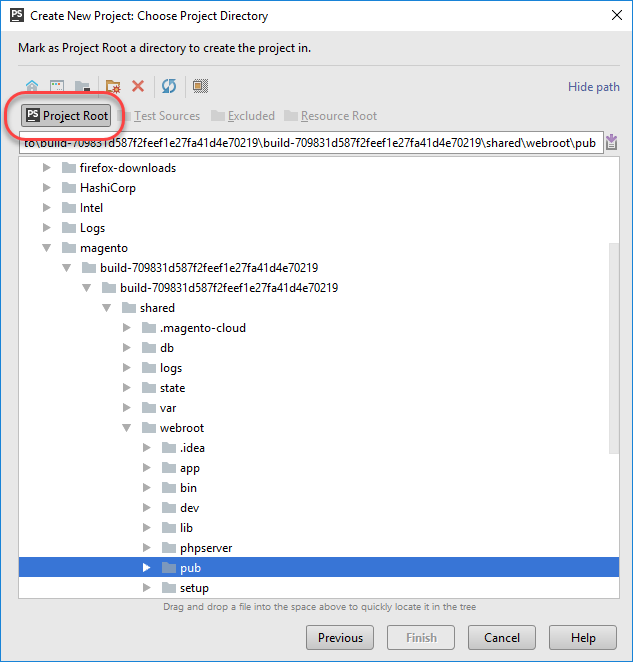 PS Create New Project: Choose Project Directory
Mark as Project Root a directory to create the project in.
Hide path
PS Project Root Test Sources Excluded Resource Root
to\build-709831d587f2feef1e27fa41d4e70219\build-709831d587f2feef1e27fa41d4e70219\shared\webroot\pub
firefox-downloads
HashiCorp
Intel
Logs
magento
build-709831d587f2feef1e27fa41d4e70219
build-709831d587f2feef1e27fa41d4e70219
shared
.magento-cloud
db
logs
state
var
webroot
.idea
app
bin
dev
lib
phpserver
pub
setup
Drag and drop a file into the space above to quickly locate it in the tree
Previous Finish Cancel Help